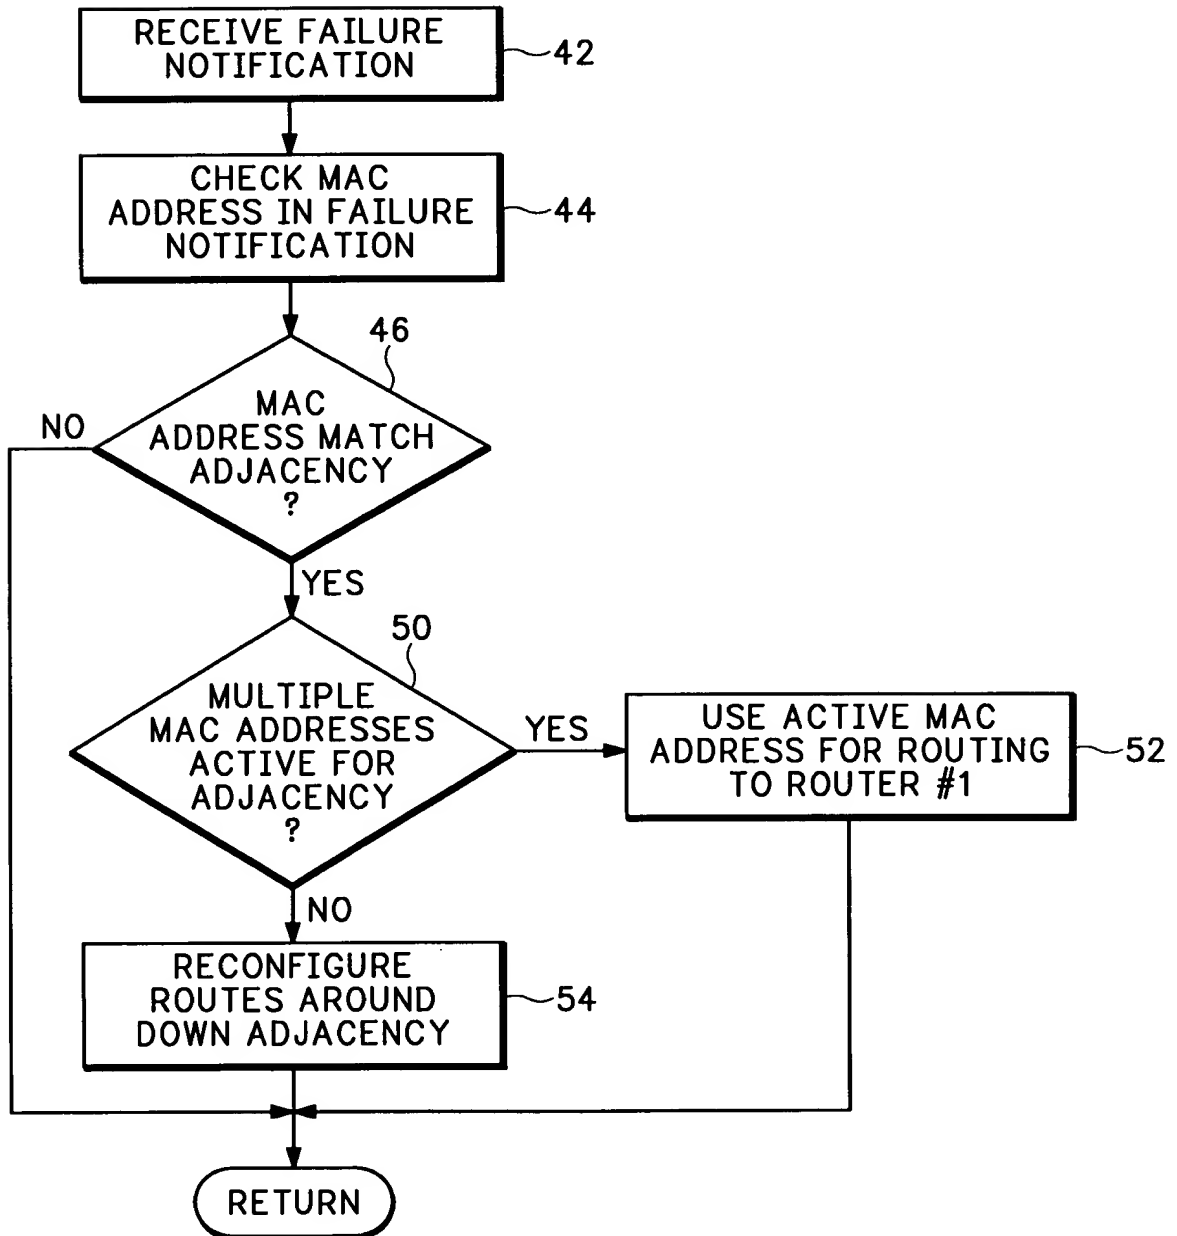 RECEIVE FAILURE
NOTIFICATION
42
CHECK MAC
ADDRESS IN FAILURE
NOTIFICATION
44
46
MAC
ADDRESS MATCH
ADJACENCY
?
NO
YES
50
MULTIPLE
MAC ADDRESSES
ACTIVE FOR
ADJACENCY
?
YES
USE ACTIVE MAC
ADDRESS FOR ROUTING
TO ROUTER #1
52
NO
RECONFIGURE
ROUTES AROUND
DOWN ADJACENCY
54
RETURN